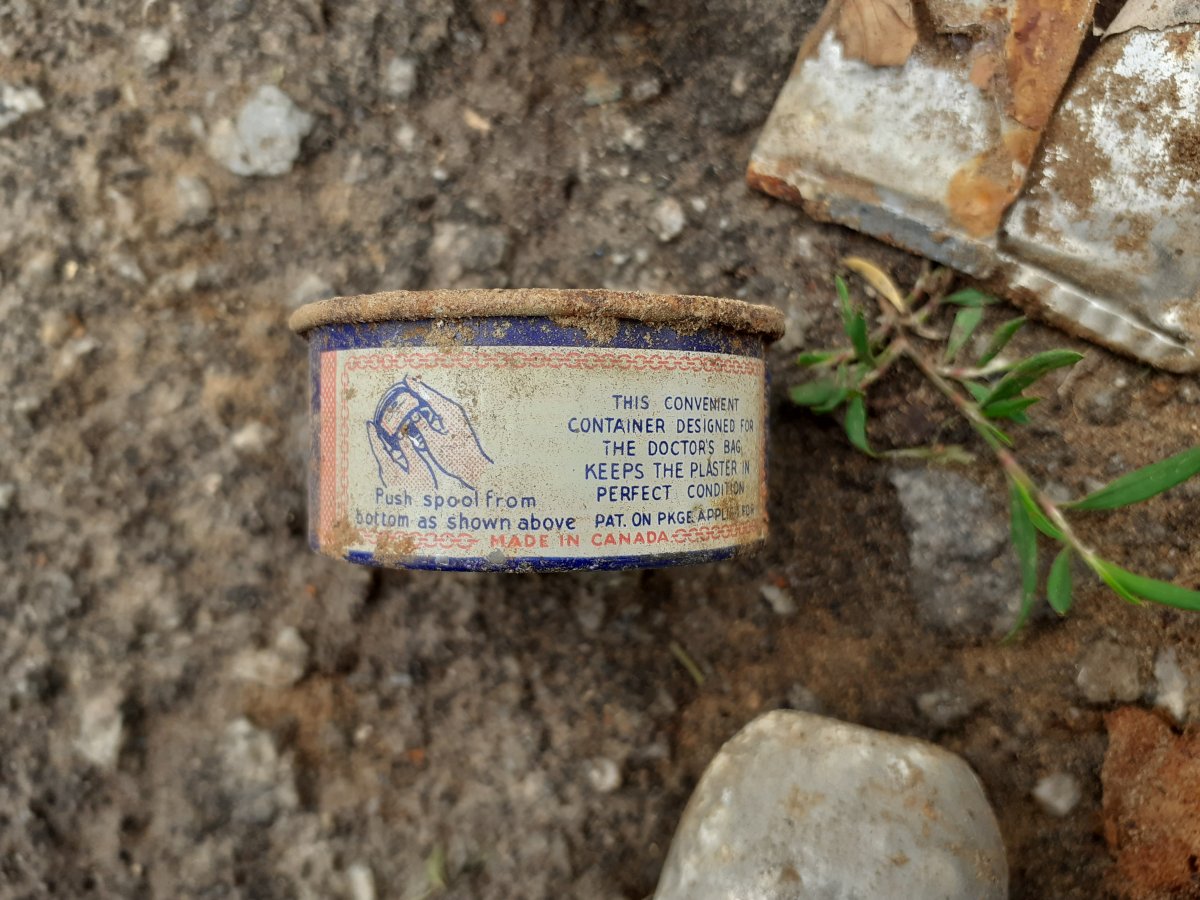 Push spool from
bottom as shown above
THIS CONVENIENT
CONTAINER DESIGNED FOR
THE DOCTOR'S BAG
KEEPS THE PLASTER IN
PERFECT CONDITION
PAT. ON PKGE. APPLIED FOR
MADE IN CANADA